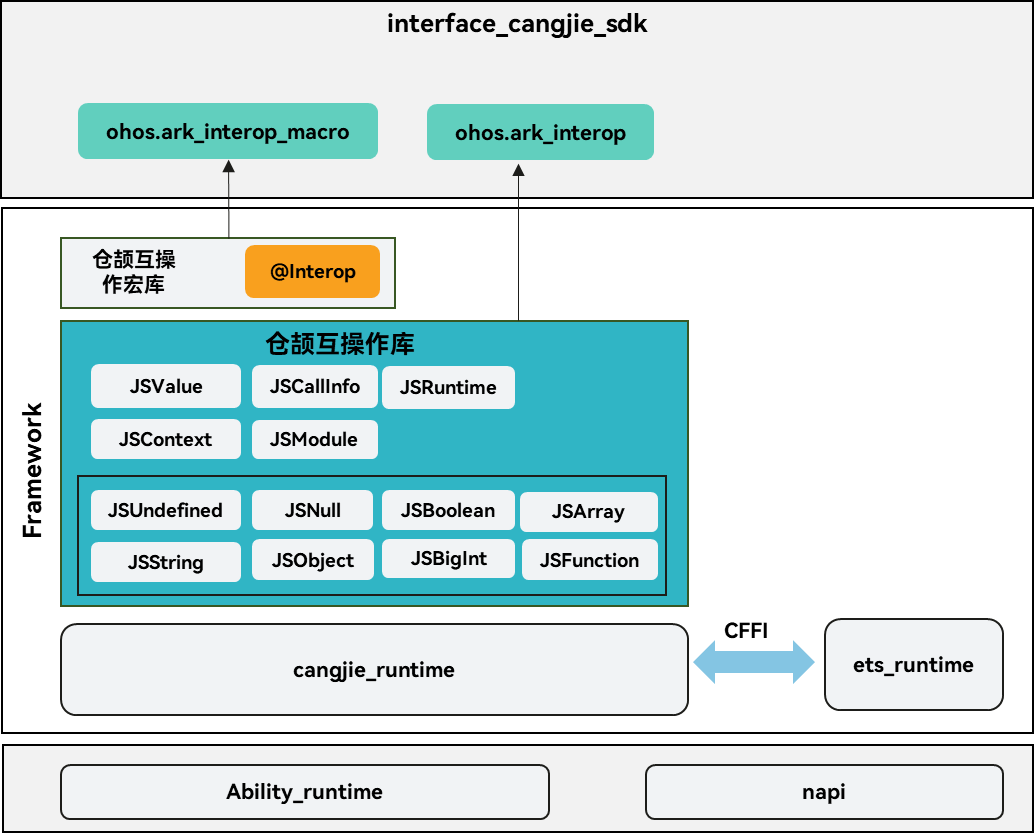 interface_cangjie_sdk
ohos.ark_interop_macro
ohos.ark_interop
仓颉互操
作宏库
@Interop
仓颉互操作库
JSValue
JSCallInfo
JSRuntime
JSContext
JSModule
JSUndefined
JSNull
JSBoolean
JSArray
JSString
JSObject
JSBigInt
JSFunction
Framework
cangjie_runtime
CFFI
ets_runtime
Ability_runtime
napi